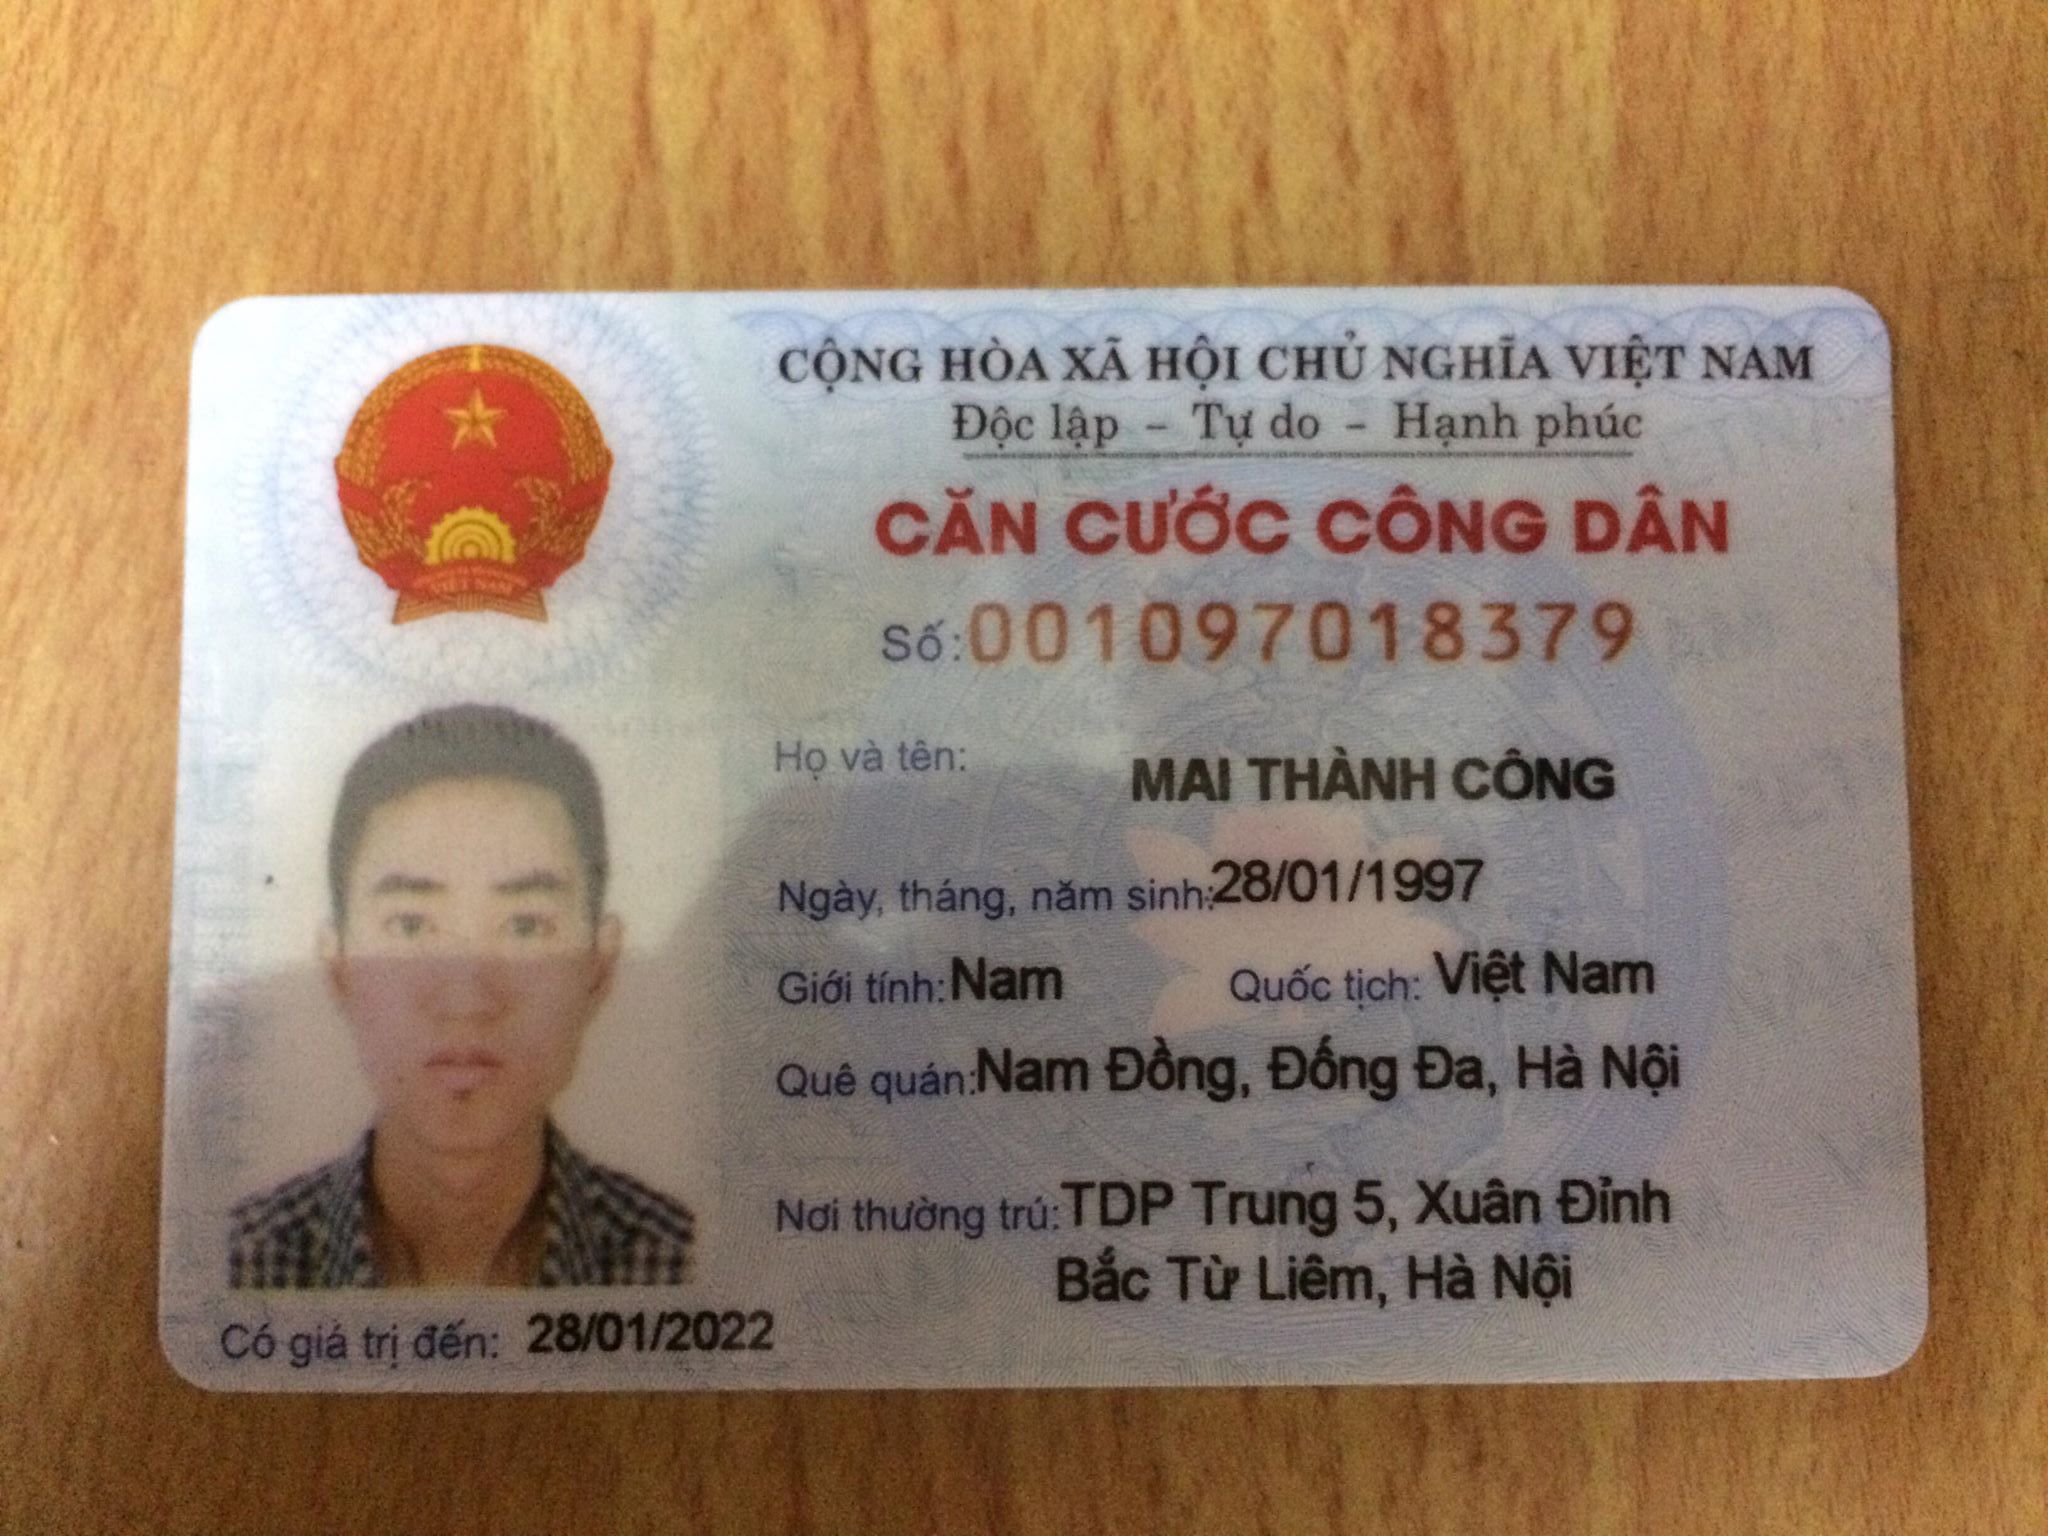 CỘNG HÒA XÃ HỘI CHỦ NGHĨA VIỆT NAM
Độc lập - Tự do - Hạnh phúc
CĂN CƯỚC CÔNG DÂN
Số: 001097018379
Họ và tên: MAI THÀNH CÔNG
Ngày, tháng, năm sinh: 28/01/1997
Giới tính: Nam Quốc tịch: Việt Nam
Quê quán: Nam Đồng, Đống Đa, Hà Nội
Nơi thường trú: TDP Trung 5, Xuân Đỉnh
Bắc Từ Liêm, Hà Nội
Có giá trị đến: 28/01/2022